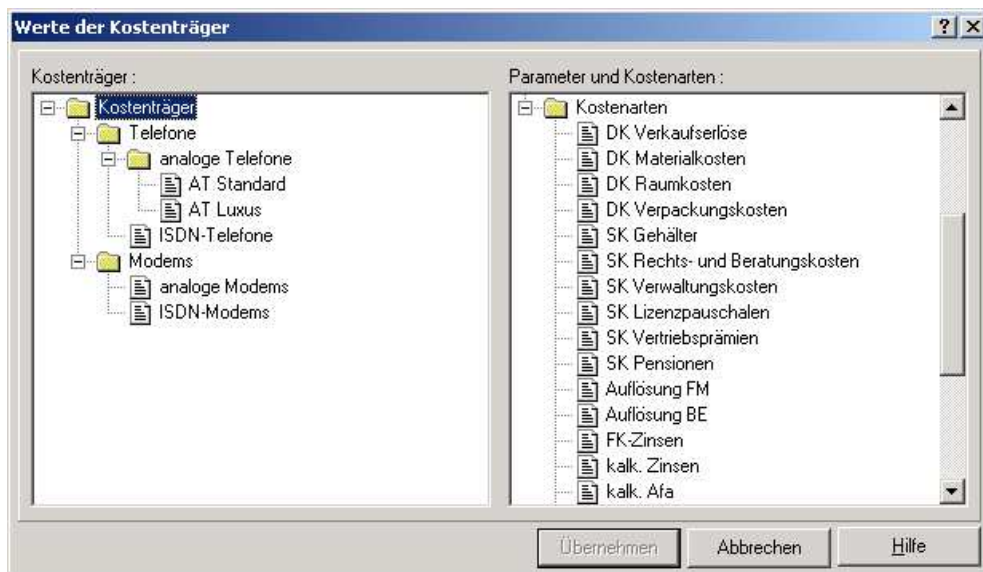 Werte der Kostenträger
Kostenträger :
Kostenträger
Telefone
analoge Telefone
AT Standard
AT Luxus
ISDN-Telefone
Modems
analoge Modems
ISDN-Modems
Parameter und Kostenarten :
Kostenarten
DK Verkaufserlöse
DK Materialkosten
DK Raumkosten
DK Verpackungskosten
SK Gehälter
SK Rechts- und Beratungskosten
SK Verwaltungskosten
SK Lizenzpauschalen
SK Vertriebsprämien
SK Pensionen
Auflösung FM
Auflösung BE
FK-Zinsen
kalk. Zinsen
kalk. Afa
Übernehmen
Abbrechen
Hilfe